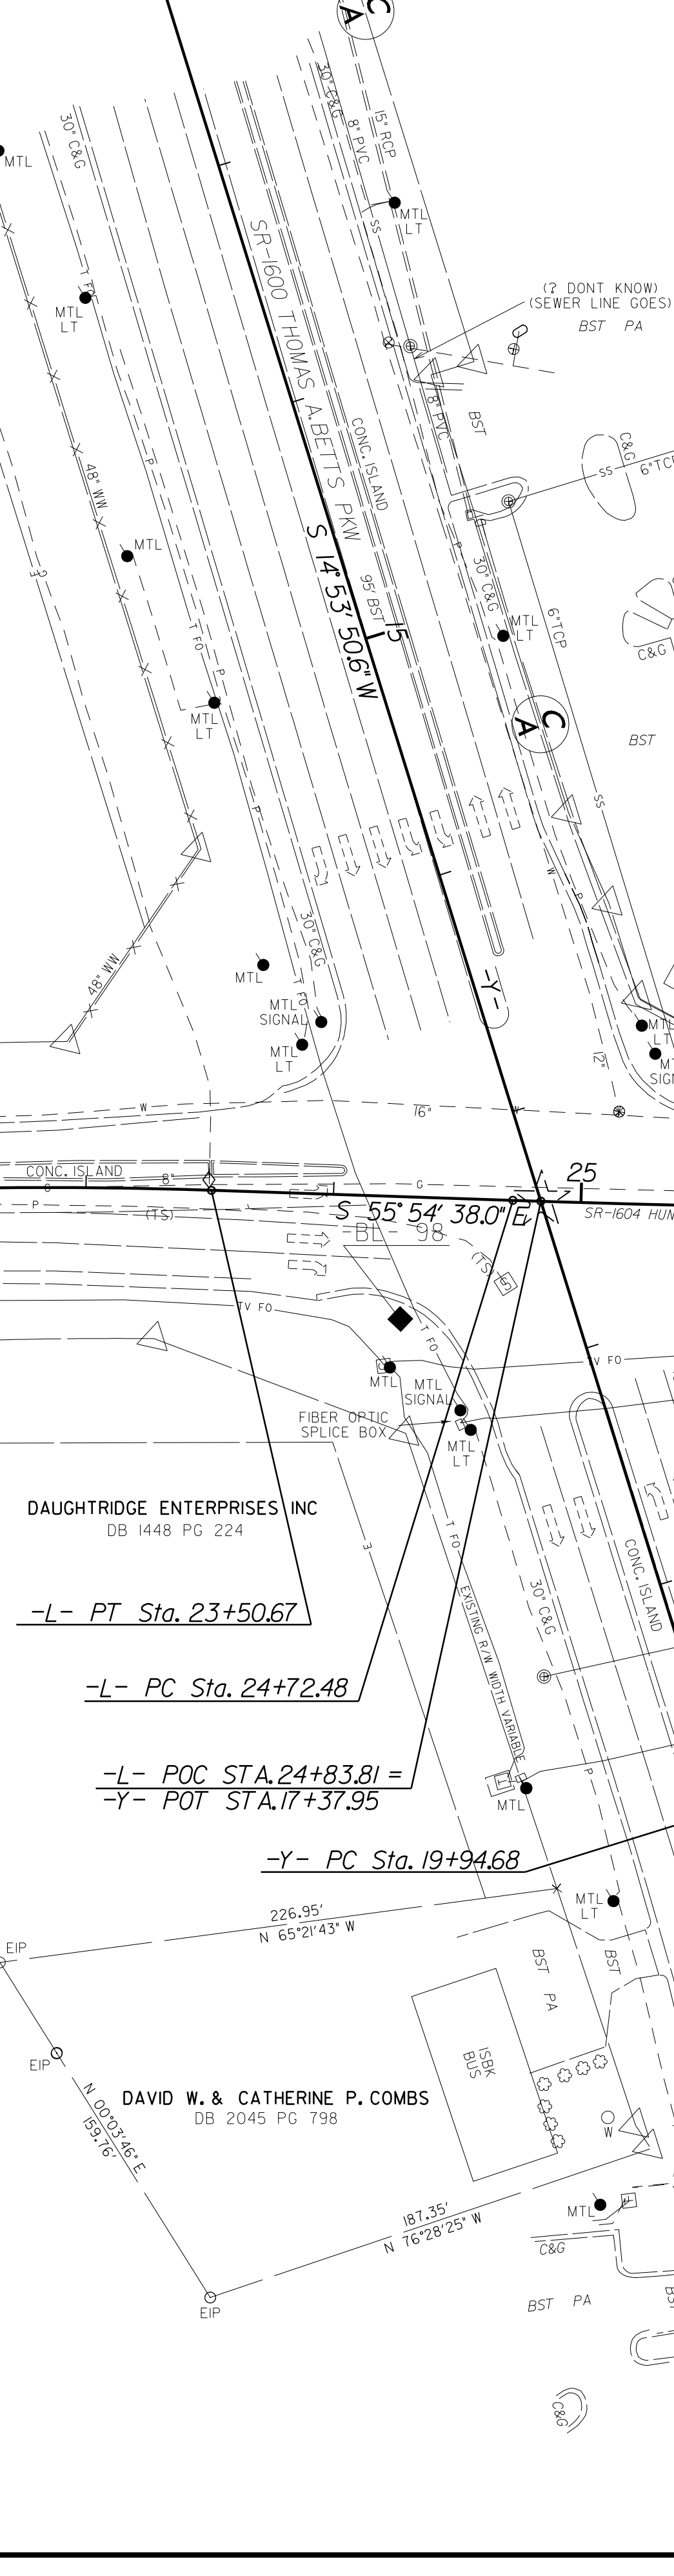 C
A
30" C&G
8" PVC
15" RCP
30" C&G
MTL
MTL
LT
SS
T FO
MTL
LT
SR-1600 THOMAS A. BETTS PKW
(? DONT KNOW)
(SEWER LINE GOES)
BST PA
8" PVC
BST
CONC. ISLAND
C&G
SS
6" TCP
P
48" WW
MTL
S 14° 53' 50.6" W
95' BST
15
P
30" C&G
MTL
LT
6" TCP
C&G
E
T FO
P
MTL
LT
C
A
BST
SS
P
W
P
48" WW
30" C&G
MTL
T FO
MTL
SIGNAL
MTL
LT
-Y-
12"
MTL
LT
W
16"
W
CONC. ISLAND
8"
G
G
25
P
(TS)
S 55° 54' 38.0" E
SR-1604 HUN
-BL- 98
(TS)
S
TV FO
T FO
TV FO
C
MTL
MTL
SIGNAL
FIBER OPTIC
SPLICE BOX
MTL
LT
DAUGHTRIDGE ENTERPRISES INC
DB 1448 PG 224
E
T FO
CONC. ISLAND
30" C&G
EXISTING R/W WIDTH VARIABLE
-L- PT Sta. 23+50.67
-L- PC Sta. 24+72.48
-L- POC STA. 24+83.81 =
-Y- POT STA. 17+37.95
T
MTL
P
-Y- PC Sta. 19+94.68
226.95'
N 65°21'43" W
MTL
LT
EIP
BST PA
BST
EIP
1SBK
BUS
N 00°03'46" E
159.76'
DAVID W. & CATHERINE P. COMBS
DB 2045 PG 798
W
187.35'
N 76°28'25" W
MTL
T
C&G
EIP
BST PA
C&G